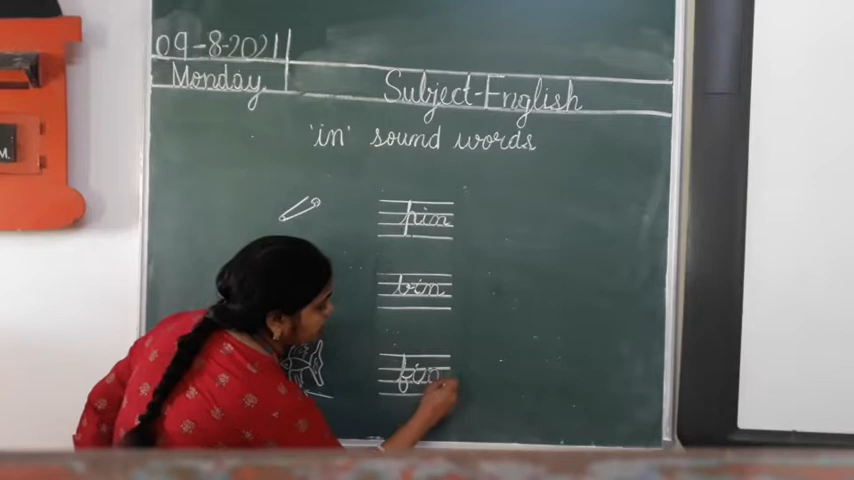 09-8-2021
Monday Subject-English
'in' sound words
pin
bin
fin